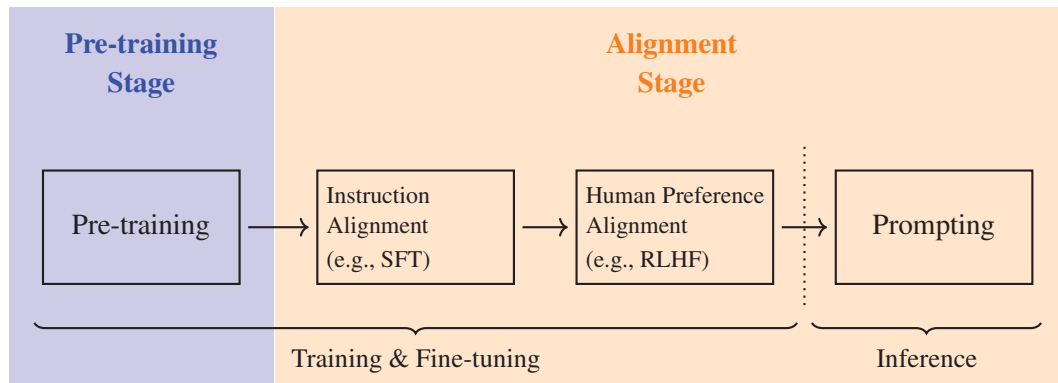 Pre-training
Stage
Alignment
Stage
Pre-training
Instruction
Alignment
(e.g., SFT)
Human Preference
Alignment
(e.g., RLHF)
Prompting
Training & Fine-tuning
Inference